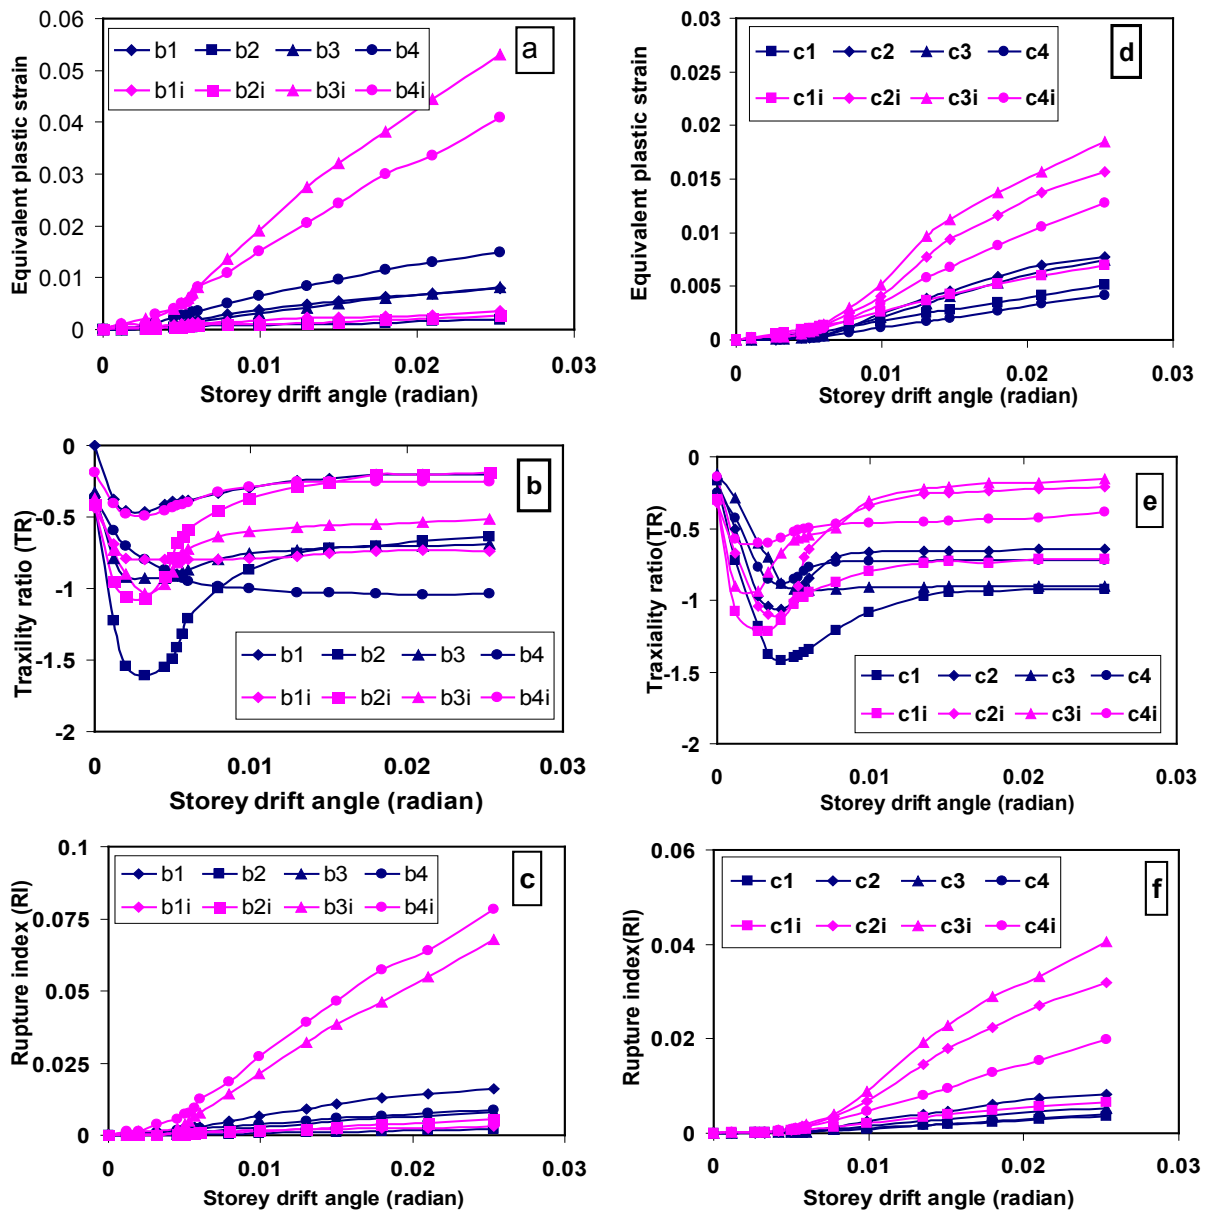 0.06
0.05
0.04
0.03
0.02
0.01
0
Equivalent plastic strain
b1 b2 b3 b4
b1i b2i b3i b4i
a
0 0.01 0.02 0.03
Storey drift angle (radian)
0.03
0.025
0.02
0.015
0.01
0.005
0
Equivalent plastic strain
c1 c2 c3 c4
c1i c2i c3i c4i
d
0 0.01 0.02 0.03
Storey drift angle (radian)
0
-0.5
-1
-1.5
-2
Traxility ratio (TR)
b
b1 b2 b3 b4
b1i b2i b3i b4i
0 0.01 0.02 0.03
Storey drift angle (radian)
0
-0.5
-1
-1.5
-2
Traxiality ratio(TR)
e
c1 c2 c3 c4
c1i c2i c3i c4i
0 0.01 0.02 0.03
Storey drift angle (radian)
0.1
0.075
0.05
0.025
0
Rupture index (RI)
b1 b2 b3 b4
b1i b2i b3i b4i
c
0 0.01 0.02 0.03
Storey drift angle (radian)
0.06
0.04
0.02
0
Rupture index(RI)
c1 c2 c3 c4
c1i c2i c3i c4i
f
0 0.01 0.02 0.03
Storey drift angle (radian)